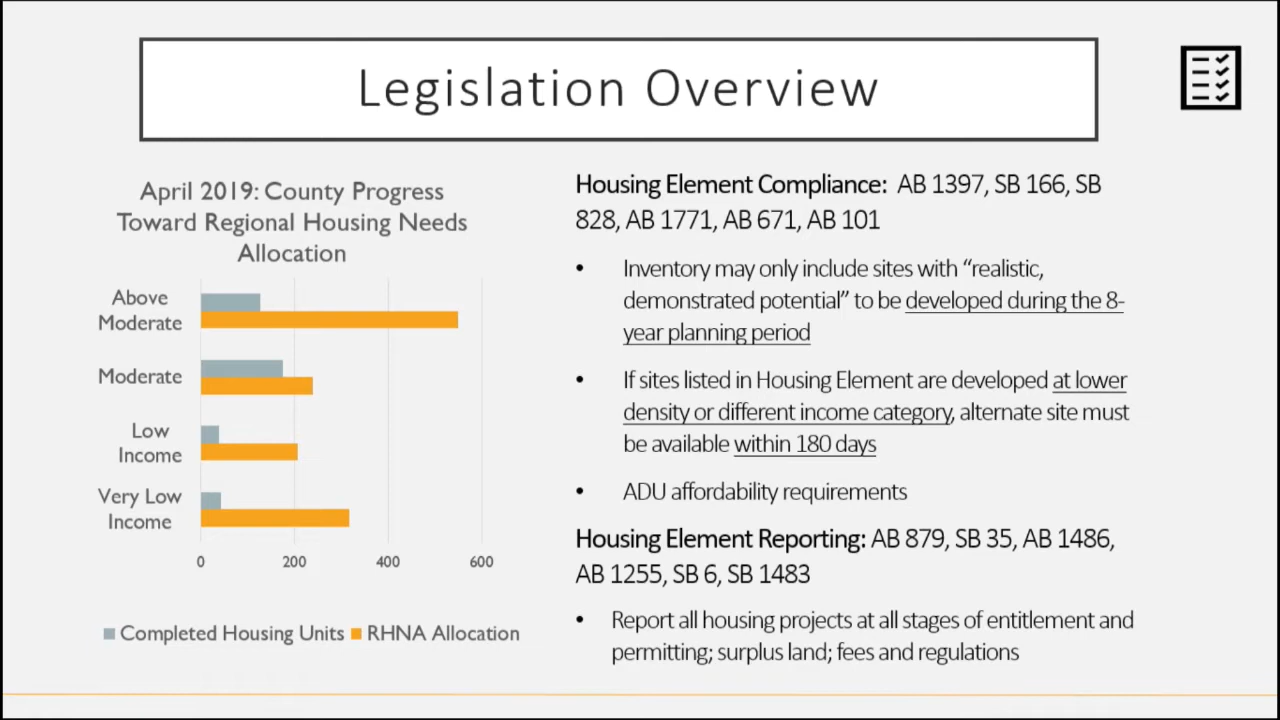 Legislation Overview
April 2019: County Progress
Toward Regional Housing Needs
Allocation
Above
Moderate
Moderate
Low
Income
Very Low
Income
0 200 400 600
Completed Housing Units RHNA Allocation
Housing Element Compliance: AB 1397, SB 166, SB
828, AB 1771, AB 671, AB 101
• Inventory may only include sites with “realistic,
demonstrated potential” to be developed during the 8-
year planning period
• If sites listed in Housing Element are developed at lower
density or different income category, alternate site must
be available within 180 days
• ADU affordability requirements
Housing Element Reporting: AB 879, SB 35, AB 1486,
AB 1255, SB 6, SB 1483
• Report all housing projects at all stages of entitlement and
permitting; surplus land; fees and regulations